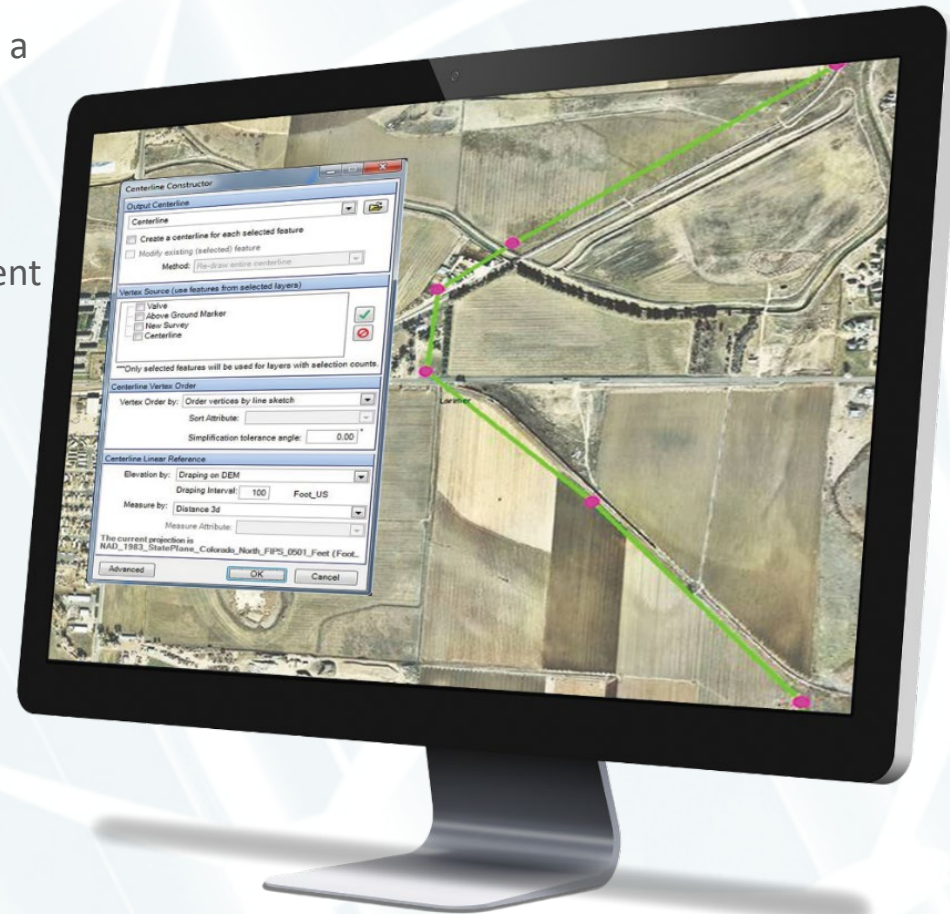 a
ent
Centerline Constructor
Output Centerline
Centerline
Create a centerline for each selected feature
Modify existing (selected) feature
Method: Re-draw entire centerline
Vertex Source (use features from selected layers)
Valve
Above Ground Marker
New Survey
Centerline
***Only selected features will be used for layers with selection counts.
Centerline Vertex Order
Vertex Order by: Order vertices by line sketch
Sort Attribute:
Simplification tolerance angle: 0.00 °
Centerline Linear Reference
Elevation by: Draping on DEM
Draping Interval: 100 Foot_US
Measure by: Distance 3d
Measure Attribute:
The current projection is
NAD_1983_StatePlane_Colorado_North_FIPS_0501_Feet (Foot_
Advanced OK Cancel
Larimer